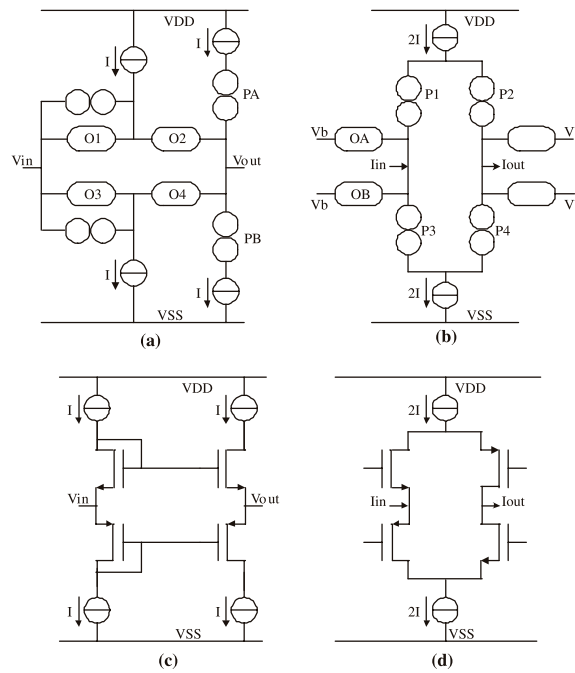 VDD VDD
I I 2I
PA P1 P2
O1 O2 Vb OA V
Vin Vout Iin Iout
O3 O4 Vb OB V
PB P3 P4
I I 2I
VSS VSS
(a) (b)
VDD VDD
I I 2I
Vin Vout Iin Iout
I I 2I
VSS VSS
(c) (d)